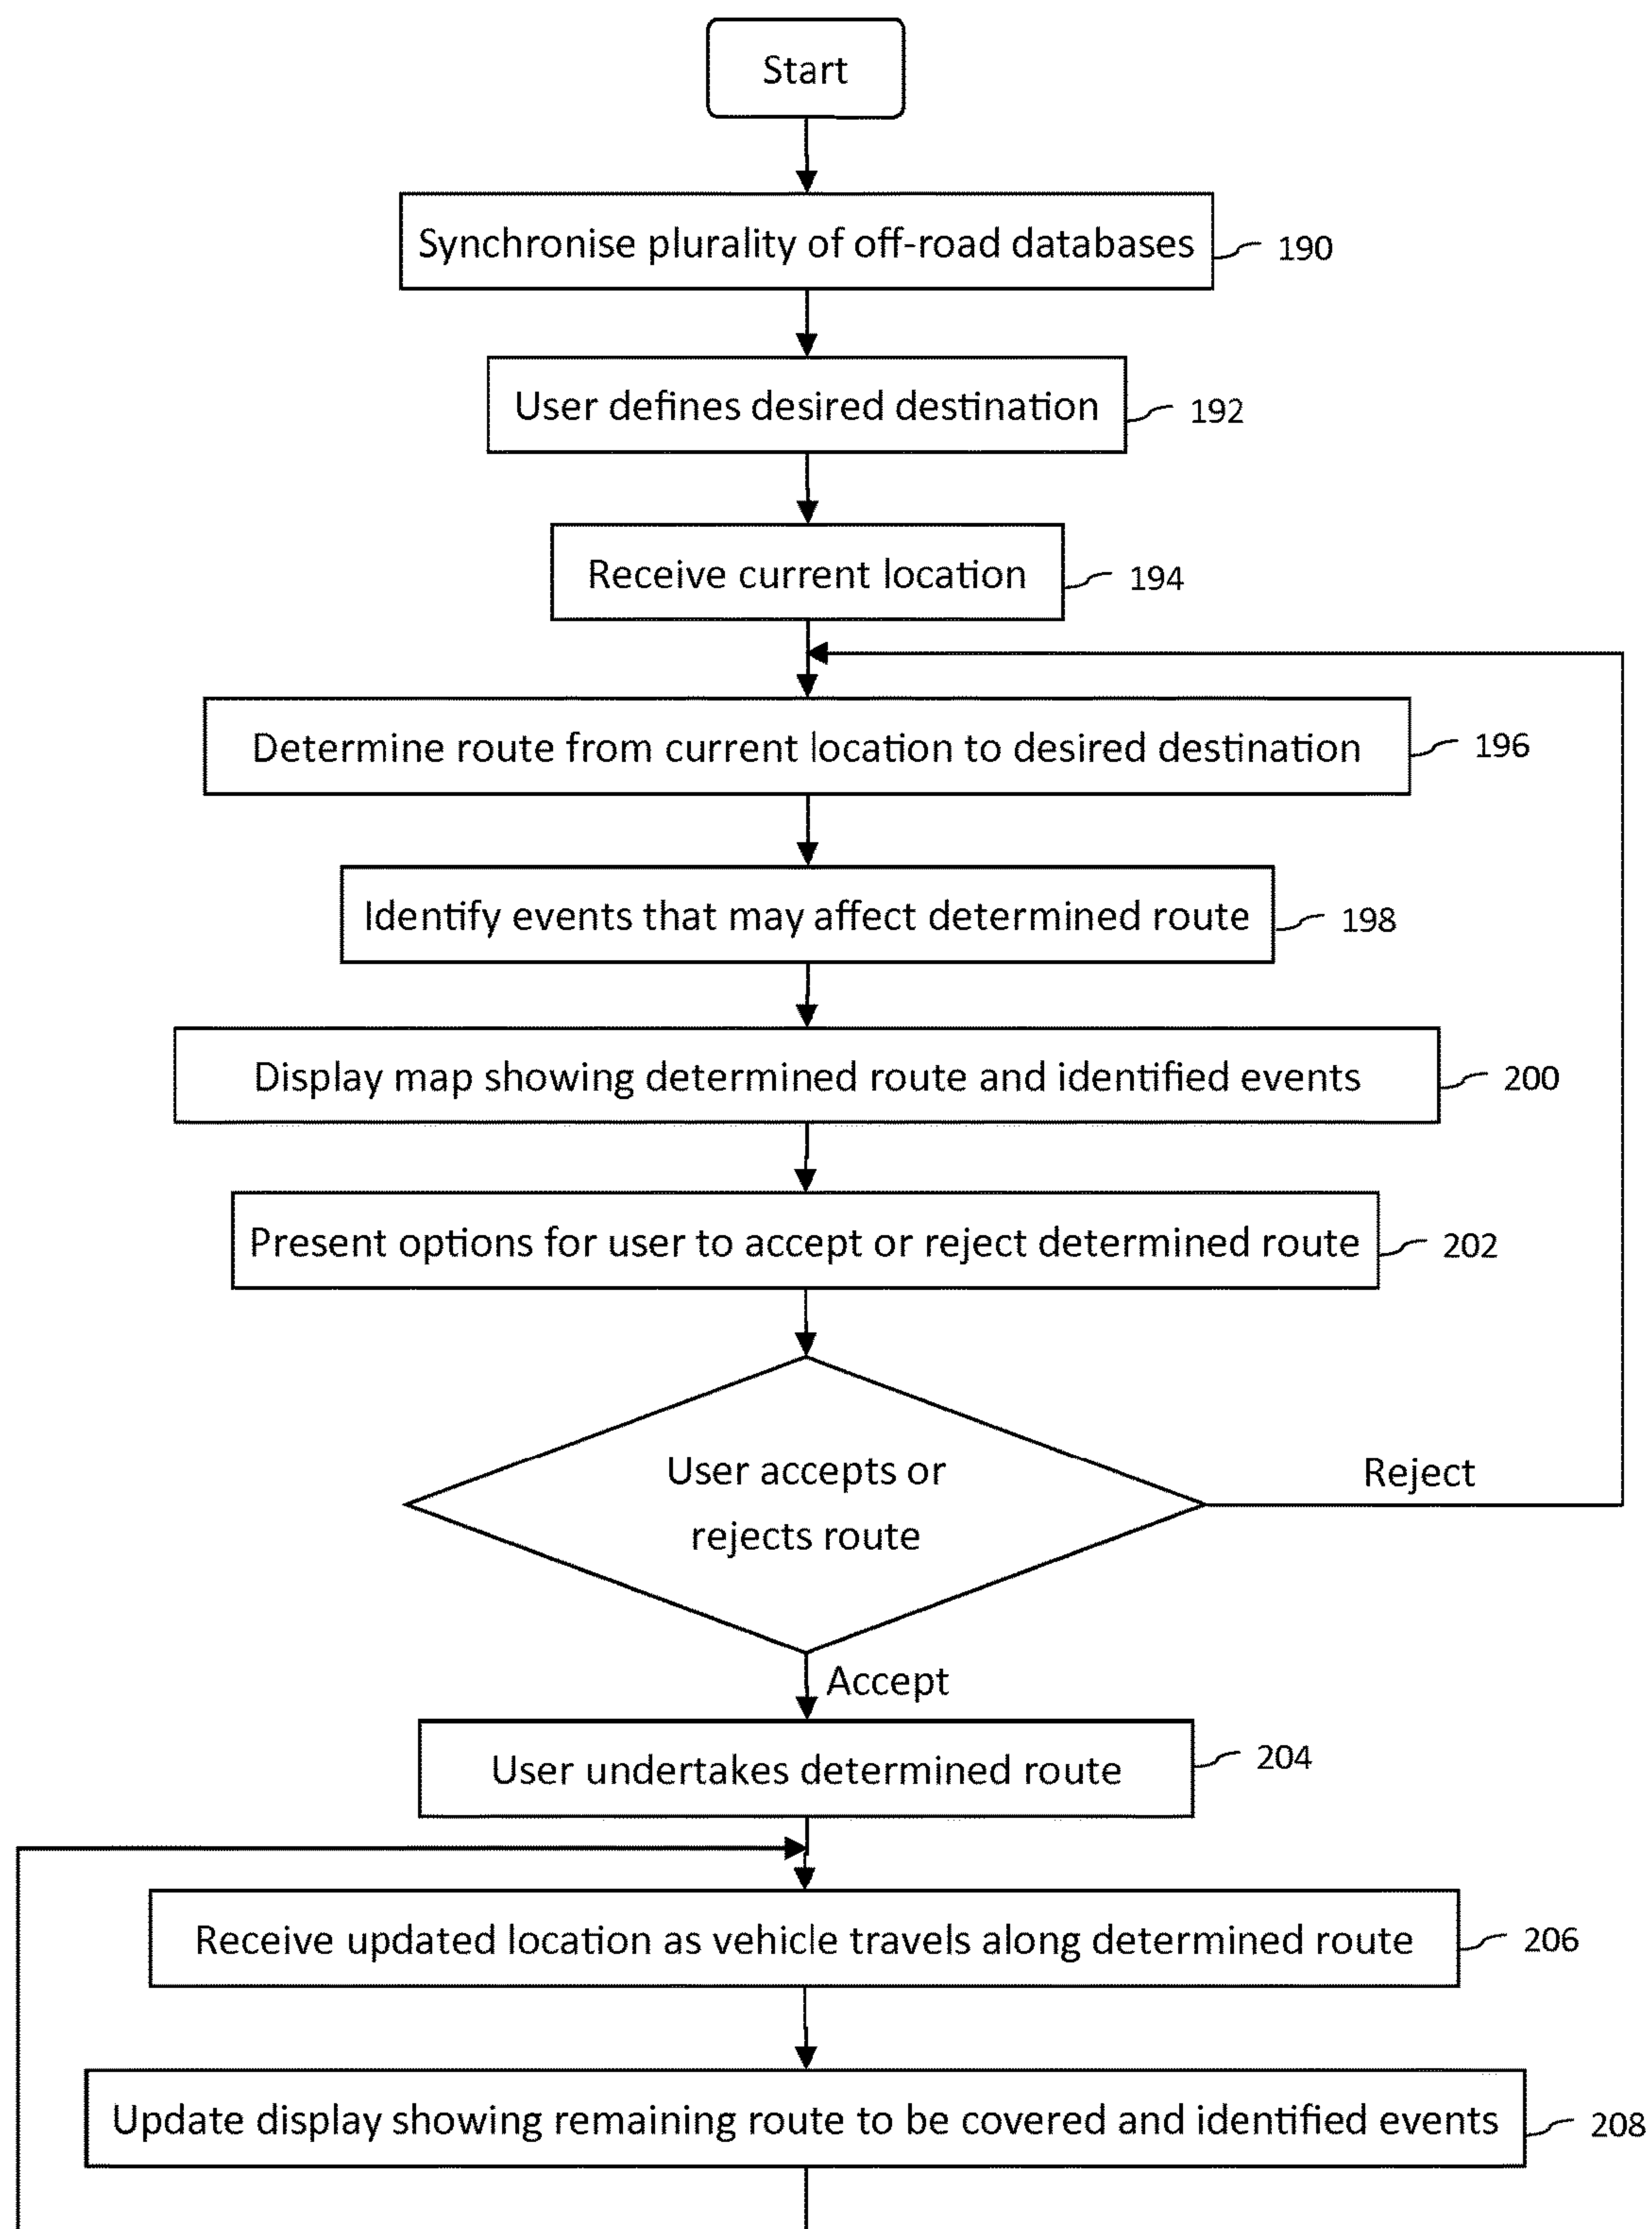 Start
Synchronise plurality of off-road databases
190
User defines desired destination
192
Receive current location
194
Determine route from current location to desired destination
196
Identify events that may affect determined route
198
Display map showing determined route and identified events
200
Present options for user to accept or reject determined route
202
User accepts or
rejects route
Reject
Accept
User undertakes determined route
204
Receive updated location as vehicle travels along determined route
206
Update display showing remaining route to be covered and identified events
208